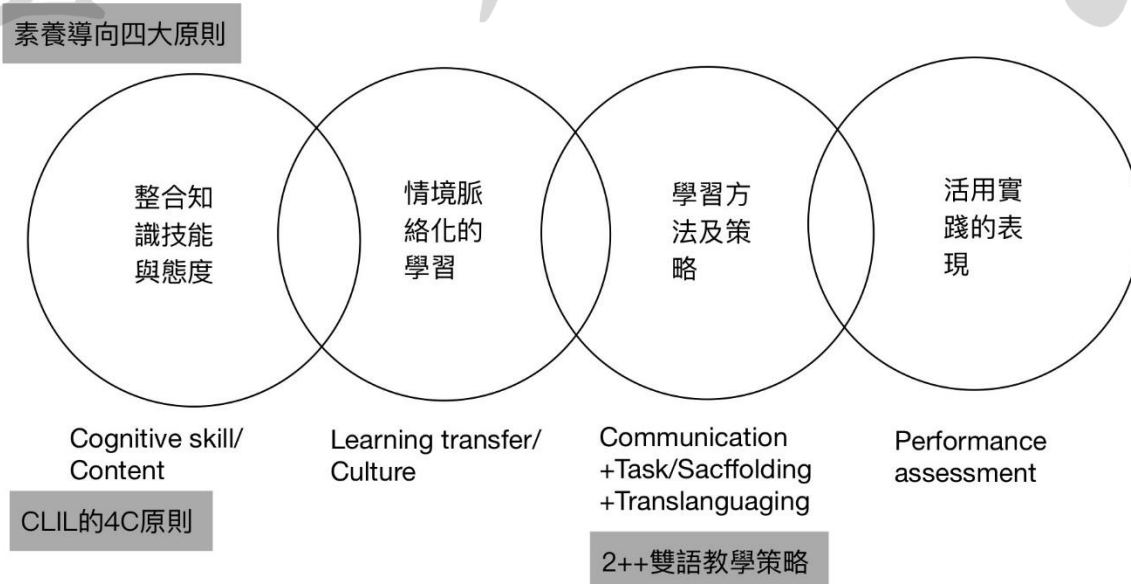 素養導向四大原則
整合知
識技能
與態度
情境脈
絡化的
學習
學習方
法及策
略
活用實
踐的表
現
Cognitive skill/
Content
Learning transfer/
Culture
Communication
+Task/Sacffolding
+Translanguaging
Performance
assessment
CLIL的4C原則
2++雙語教學策略